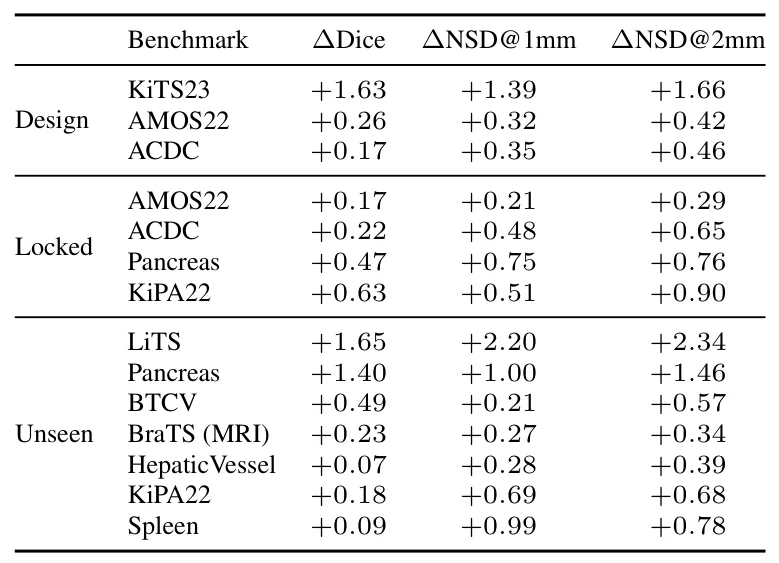 Benchmark ΔDice ΔNSD@1mm ΔNSD@2mm
KiTS23 +1.63 +1.39 +1.66
Design AMOS22 +0.26 +0.32 +0.42
ACDC +0.17 +0.35 +0.46
AMOS22 +0.17 +0.21 +0.29
ACDC +0.22 +0.48 +0.65
Locked
Pancreas +0.47 +0.75 +0.76
KiPA22 +0.63 +0.51 +0.90
LiTS +1.65 +2.20 +2.34
Pancreas +1.40 +1.00 +1.46
BTCV +0.49 +0.21 +0.57
Unseen BraTS (MRI) +0.23 +0.27 +0.34
HepaticVessel +0.07 +0.28 +0.39
KiPA22 +0.18 +0.69 +0.68
Spleen +0.09 +0.99 +0.78